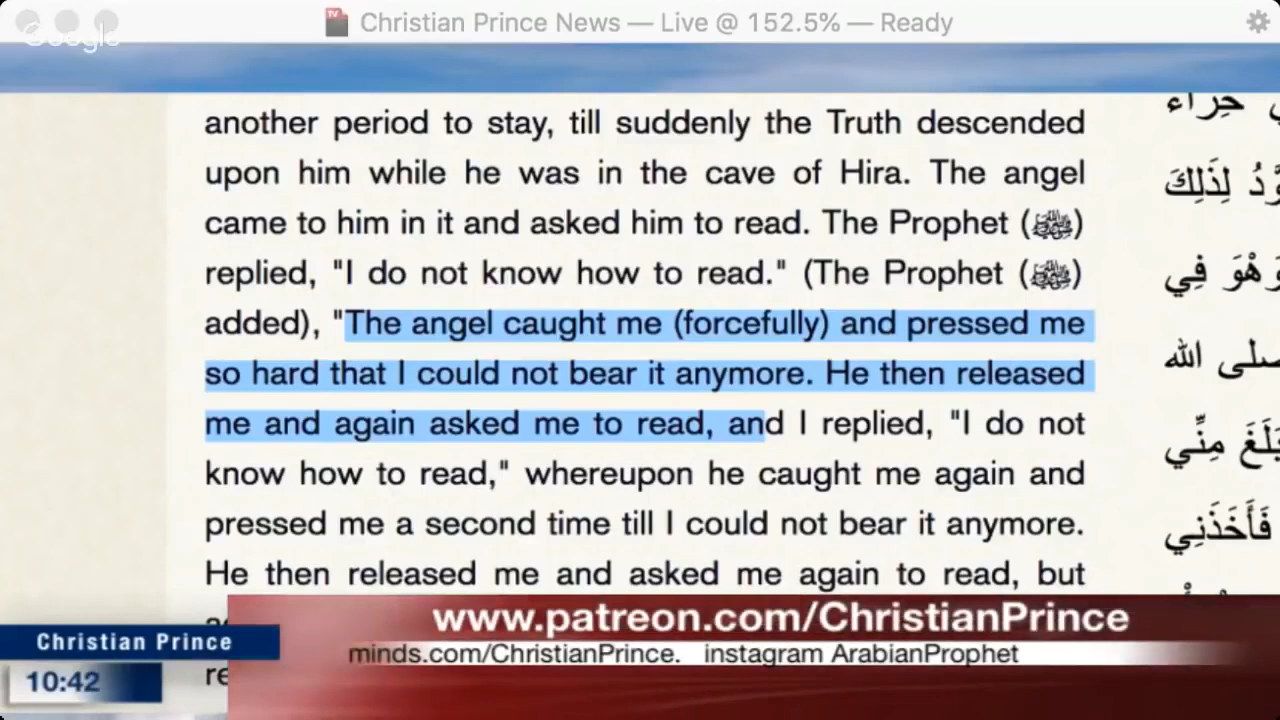 Christian Prince News — Live @ 152.5% — Ready
Google
another period to stay, till suddenly the Truth descended
upon him while he was in the cave of Hira. The angel
came to him in it and asked him to read. The Prophet (ﷺ)
replied, "I do not know how to read." (The Prophet (ﷺ)
added), "The angel caught me (forcefully) and pressed me
so hard that I could not bear it anymore. He then released
me and again asked me to read, and I replied, "I do not
know how to read," whereupon he caught me again and
pressed me a second time till I could not bear it anymore.
He then released me and asked me again to read, but
حِرَاء
لِذَلِكَ
وَهْوَ فِي
صلى الله
بَلَغَ مِنِّي
فَأَخَذَنِي
www.patreon.com/ChristianPrince
Christian Prince
minds.com/ChristianPrince. instagram ArabianProphet
10:42